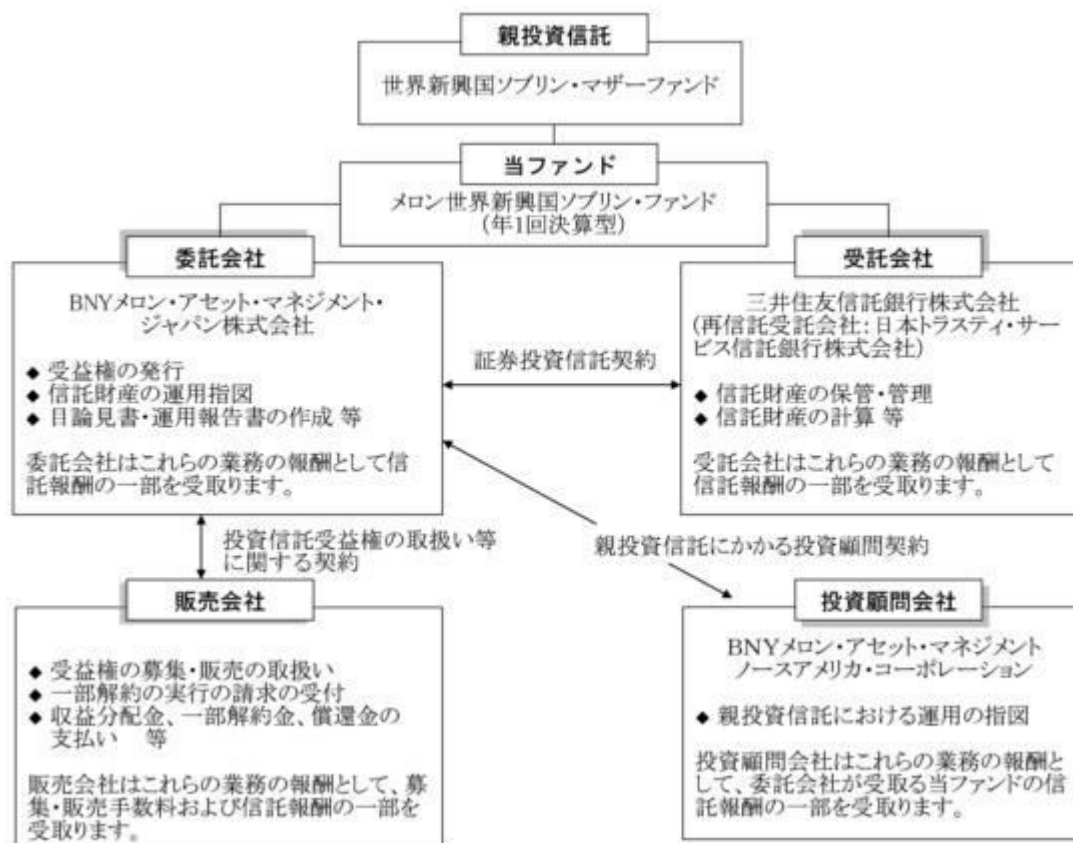 親投資信託
世界新興国ソブリン・マザーファンド
当ファンド
メロン世界新興国ソブリン・ファンド
(年1回決算型)
委託会社
BNYメロン・アセット・マネジメント・
ジャパン株式会社
◆ 受益権の発行
◆ 信託財産の運用指図
◆ 目論見書・運用報告書の作成 等
委託会社はこれらの業務の報酬として信
託報酬の一部を受取ります。
証券投資信託契約
受託会社
三井住友信託銀行株式会社
(再信託受託会社:日本トラスティ・サー
ビス信託銀行株式会社)
◆ 信託財産の保管・管理
◆ 信託財産の計算 等
受託会社はこれらの業務の報酬として
信託報酬の一部を受取ります。
投資信託受益権の取扱い等
に関する契約
親投資信託にかかる投資顧問契約
販売会社
◆ 受益権の募集・販売の取扱い
◆ 一部解約の実行の請求の受付
◆ 収益分配金、一部解約金、償還金の
支払い 等
販売会社はこれらの業務の報酬として、募
集・販売手数料および信託報酬の一部を
受取ります。
投資顧問会社
BNYメロン・アセット・マネジメント
ノースアメリカ・コーポレーション
◆ 親投資信託における運用の指図
投資顧問会社はこれらの業務の報酬と
して、委託会社が受取る当ファンドの信
託報酬の一部を受取ります。